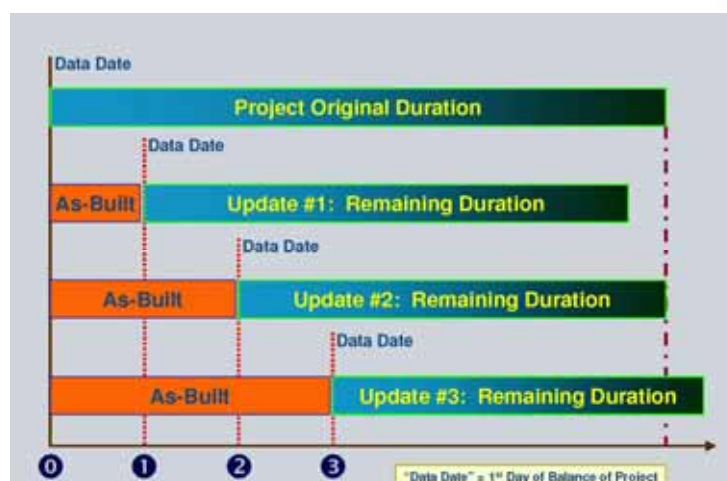 Data Date
Project Original Duration
Data Date
As-Built
Update #1: Remaining Duration
Data Date
As-Built
Update #2: Remaining Duration
Data Date
As-Built
Update #3: Remaining Duration
0 1 2 3
"Data Date" = 1st Day of Balance of Project